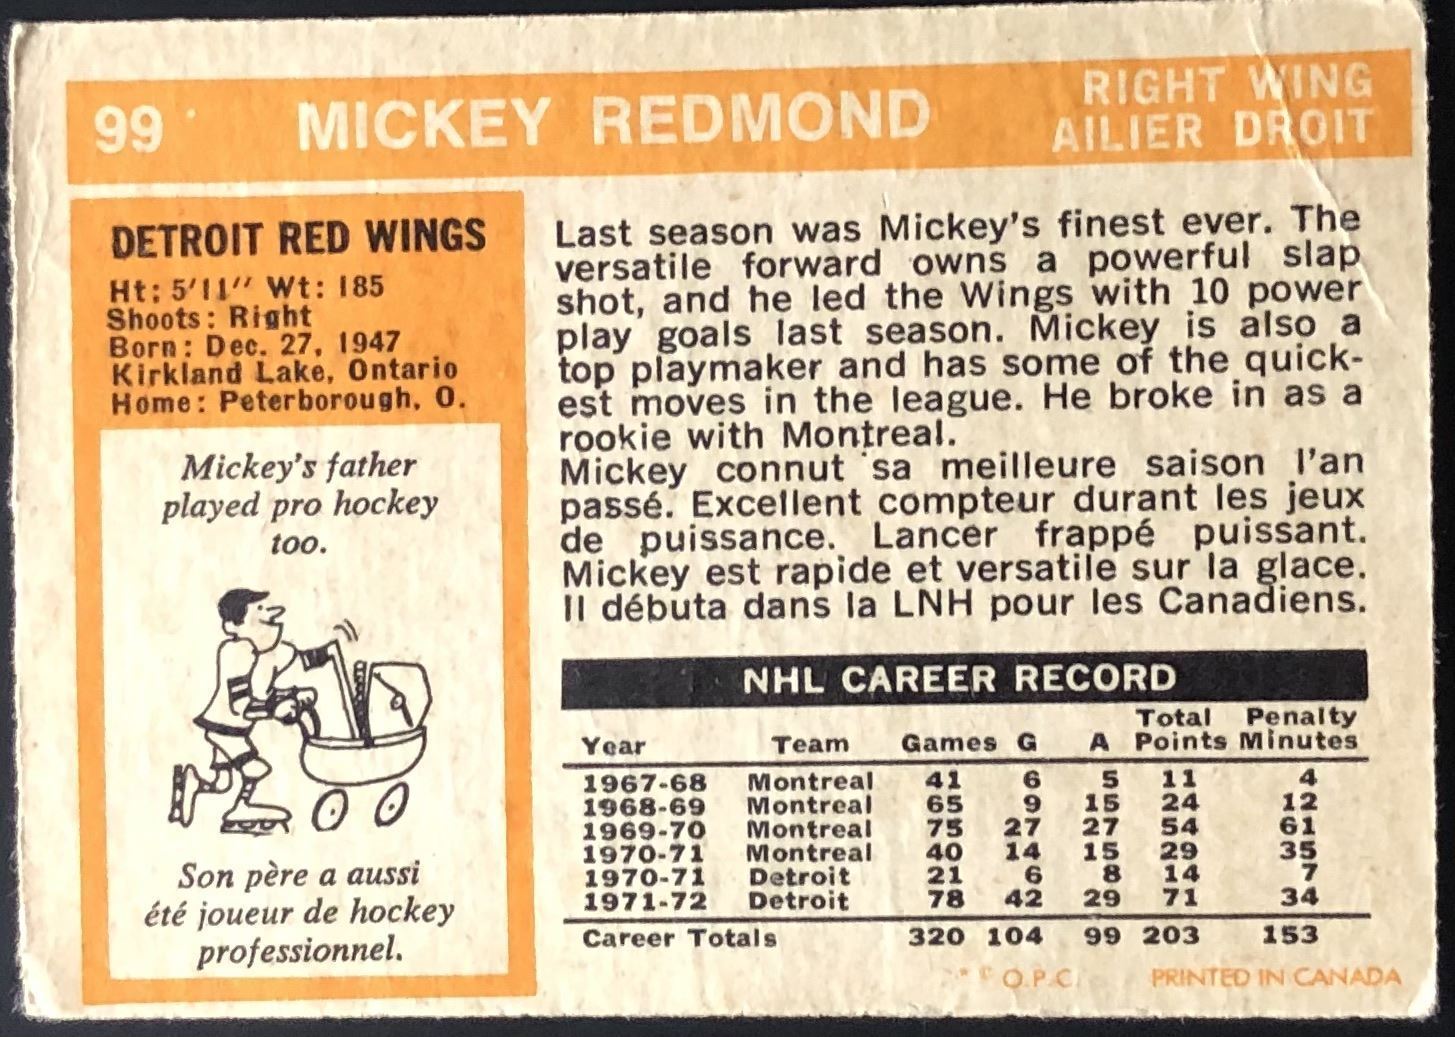 99 MICKEY REDMOND RIGHT WING
AILIER DROIT
DETROIT RED WINGS
Ht: 5'11" Wt: 185
Shoots: Right
Born: Dec. 27, 1947
Kirkland Lake, Ontario
Home: Peterborough, O.
Mickey's father
played pro hockey
too.
Son père a aussi
été joueur de hockey
professionnel.
Last season was Mickey's finest ever. The
versatile forward owns a powerful slap
shot, and he led the Wings with 10 power
play goals last season. Mickey is also a
top playmaker and has some of the quick-
est moves in the league. He broke in as a
rookie with Montreal.
Mickey connut sa meilleure saison l'an
passé. Excellent compteur durant les jeux
de puissance. Lancer frappé puissant.
Mickey est rapide et versatile sur la glace.
Il débuta dans la LNH pour les Canadiens.
NHL CAREER RECORD
Total Penalty
Year Team Games G A Points Minutes
1967-68 Montreal 41 6 5 11 4
1968-69 Montreal 65 9 15 24 12
1969-70 Montreal 75 27 27 54 61
1970-71 Montreal 40 14 15 29 35
1970-71 Detroit 21 6 8 14 7
1971-72 Detroit 78 42 29 71 34
Career Totals 320 104 99 203 153
O.P.C. PRINTED IN CANADA